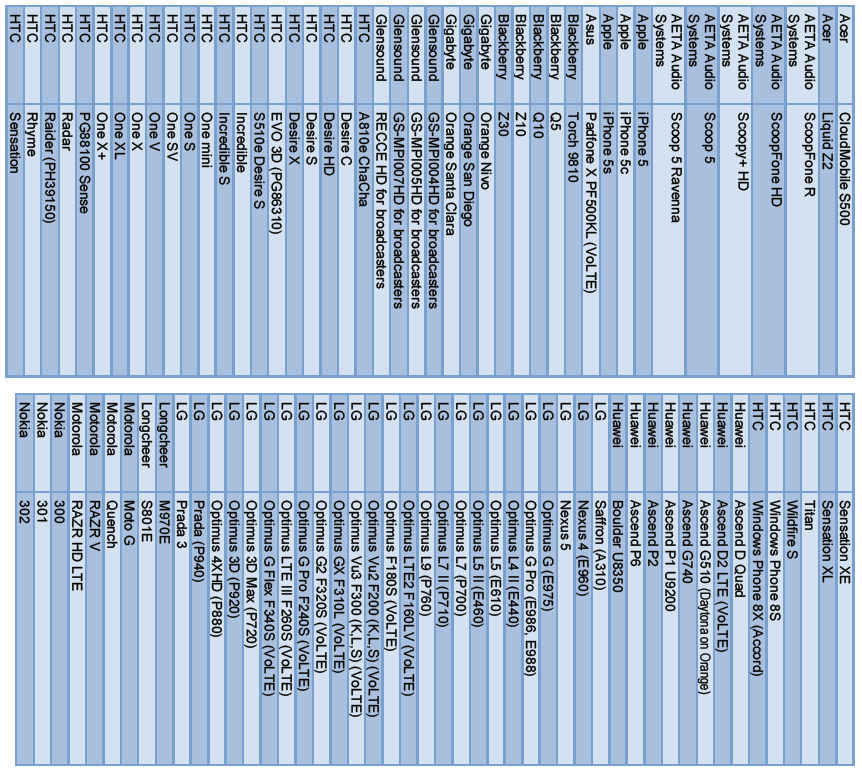 Acer CloudMobile S500
Acer Liquid Z2
AETA Audio Systems ScoopFone R
AETA Audio Systems ScoopFone HD
AETA Audio Systems Scoopy+ HD
AETA Audio Systems Scoop 5
AETA Audio Systems Scoop 5 Ravenna
Apple iPhone 5
Apple iPhone 5c
Apple iPhone 5s
Asus Padfone X PF500KL (VoLTE)
Blackberry Torch 9810
Blackberry Q5
Blackberry Q10
Blackberry Z10
Blackberry Z30
Gigabyte Orange Nivo
Gigabyte Orange San Diego
Gigabyte Orange Santa Clara
Glensound GS-MPI004HD for broadcasters
Glensound GS-MPI005HD for broadcasters
Glensound GS-MPI007HD for broadcasters
Glensound RECCE HD for broadcasters
HTC A810e ChaCha
HTC Desire C
HTC Desire HD
HTC Desire S
HTC Desire X
HTC EVO 3D (PG86310)
HTC S510e Desire S
HTC Incredible
HTC Incredible S
HTC One mini
HTC One S
HTC One SV
HTC One V
HTC One X
HTC One XL
HTC One X+
HTC PG88100 Sense
HTC Radar
HTC Raider (PH39150)
HTC Rhyme
HTC Sensation
HTC Sensation XE
HTC Sensation XL
HTC Titan
HTC Wildfire S
HTC Windows Phone 8S
HTC Windows Phone 8X (Accord)
Huawei Ascend D Quad
Huawei Ascend D2 LTE (VoLTE)
Huawei Ascend G510 (Daytona on Orange)
Huawei Ascend G740
Huawei Ascend P1 U9200
Huawei Ascend P2
Huawei Ascend P6
Huawei Boulder U8350
LG Saffron (A310)
LG Nexus 4 (E960)
LG Nexus 5
LG Optimus G (E975)
LG Optimus G Pro (E986, E988)
LG Optimus L4 II (E440)
LG Optimus L5 (E610)
LG Optimus L5 II (E460)
LG Optimus L7 (P700)
LG Optimus L7 II (P710)
LG Optimus L9 (P760)
LG Optimus LTE2 F160LV (VoLTE)
LG Optimus F180S (VoLTE)
LG Optimus Vu2 F200 (K,L,S) (VoLTE)
LG Optimus Vu3 F300 (K,L,S) (VoLTE)
LG Optimus GX F310L (VoLTE)
LG Optimus G2 F320S (VoLTE)
LG Optimus G Pro F240S (VoLTE)
LG Optimus LTE III F260S (VoLTE)
LG Optimus G Flex F340S (VoLTE)
LG Optimus 3D Max (P720)
LG Optimus 3D (P920)
LG Optimus 4XHD (P880)
LG Prada (P940)
LG Prada 3
Longcheer M970E
Longcheer S801E
Motorola Moto G
Motorola Quench
Motorola RAZR V
Motorola RAZR HD LTE
Nokia 300
Nokia 301
Nokia 302